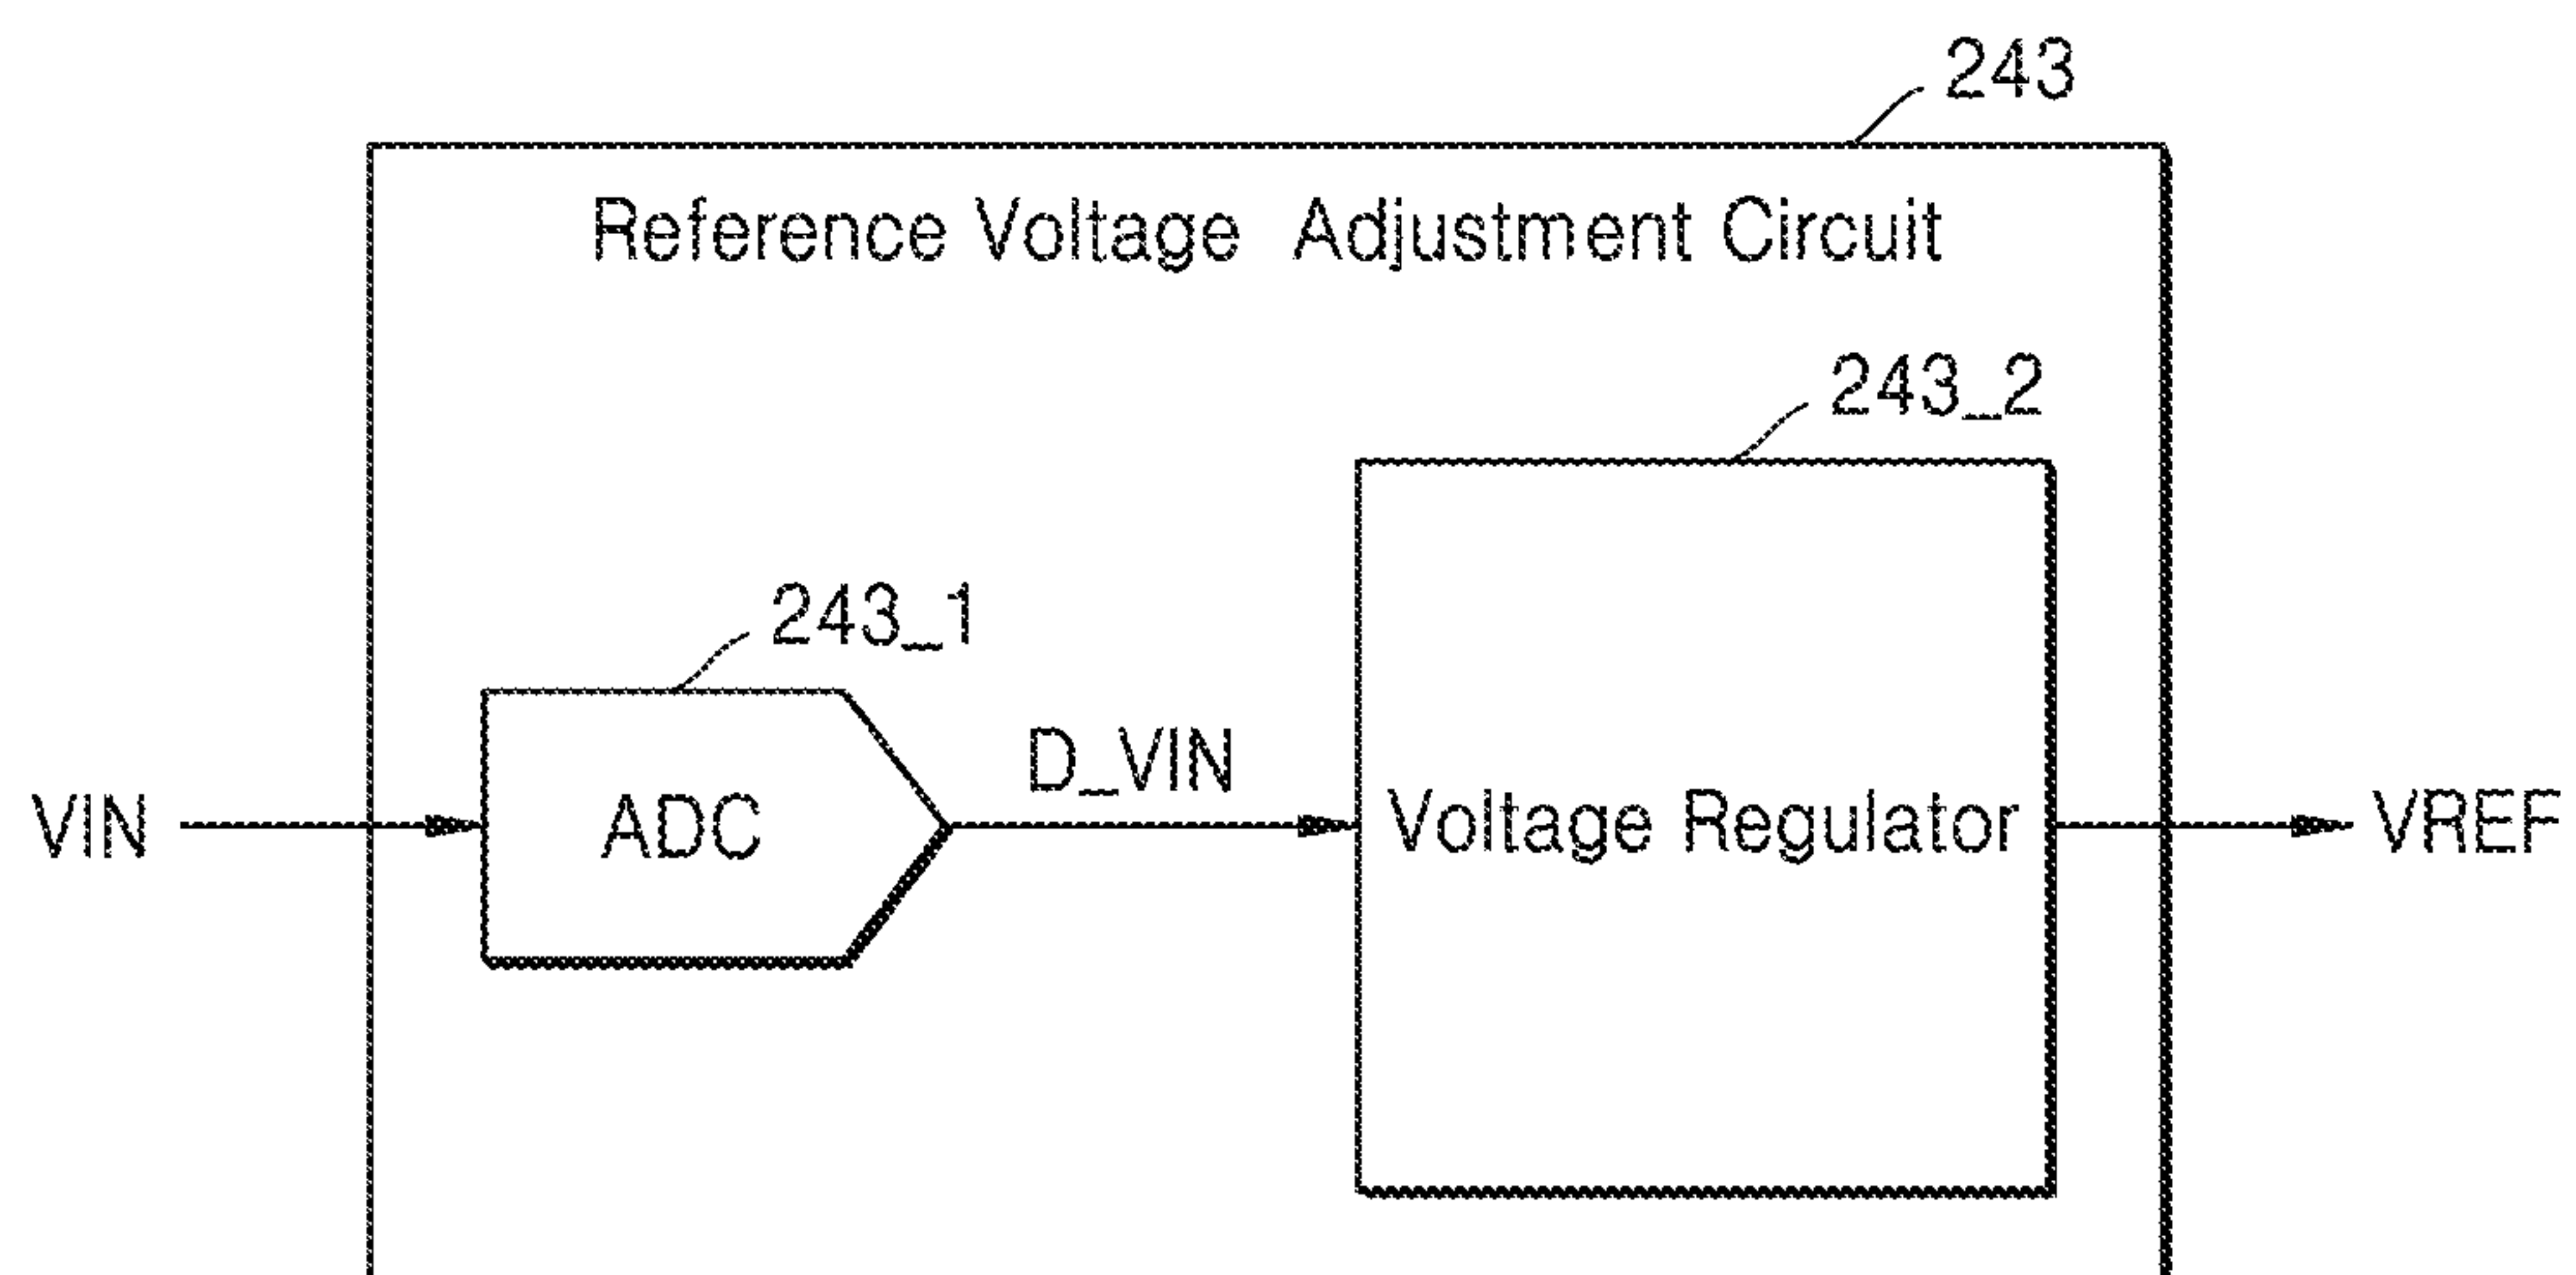 243
Reference Voltage Adjustment Circuit
243_2
243_1
D_VIN
VIN
ADC
Voltage Regulator
VREF